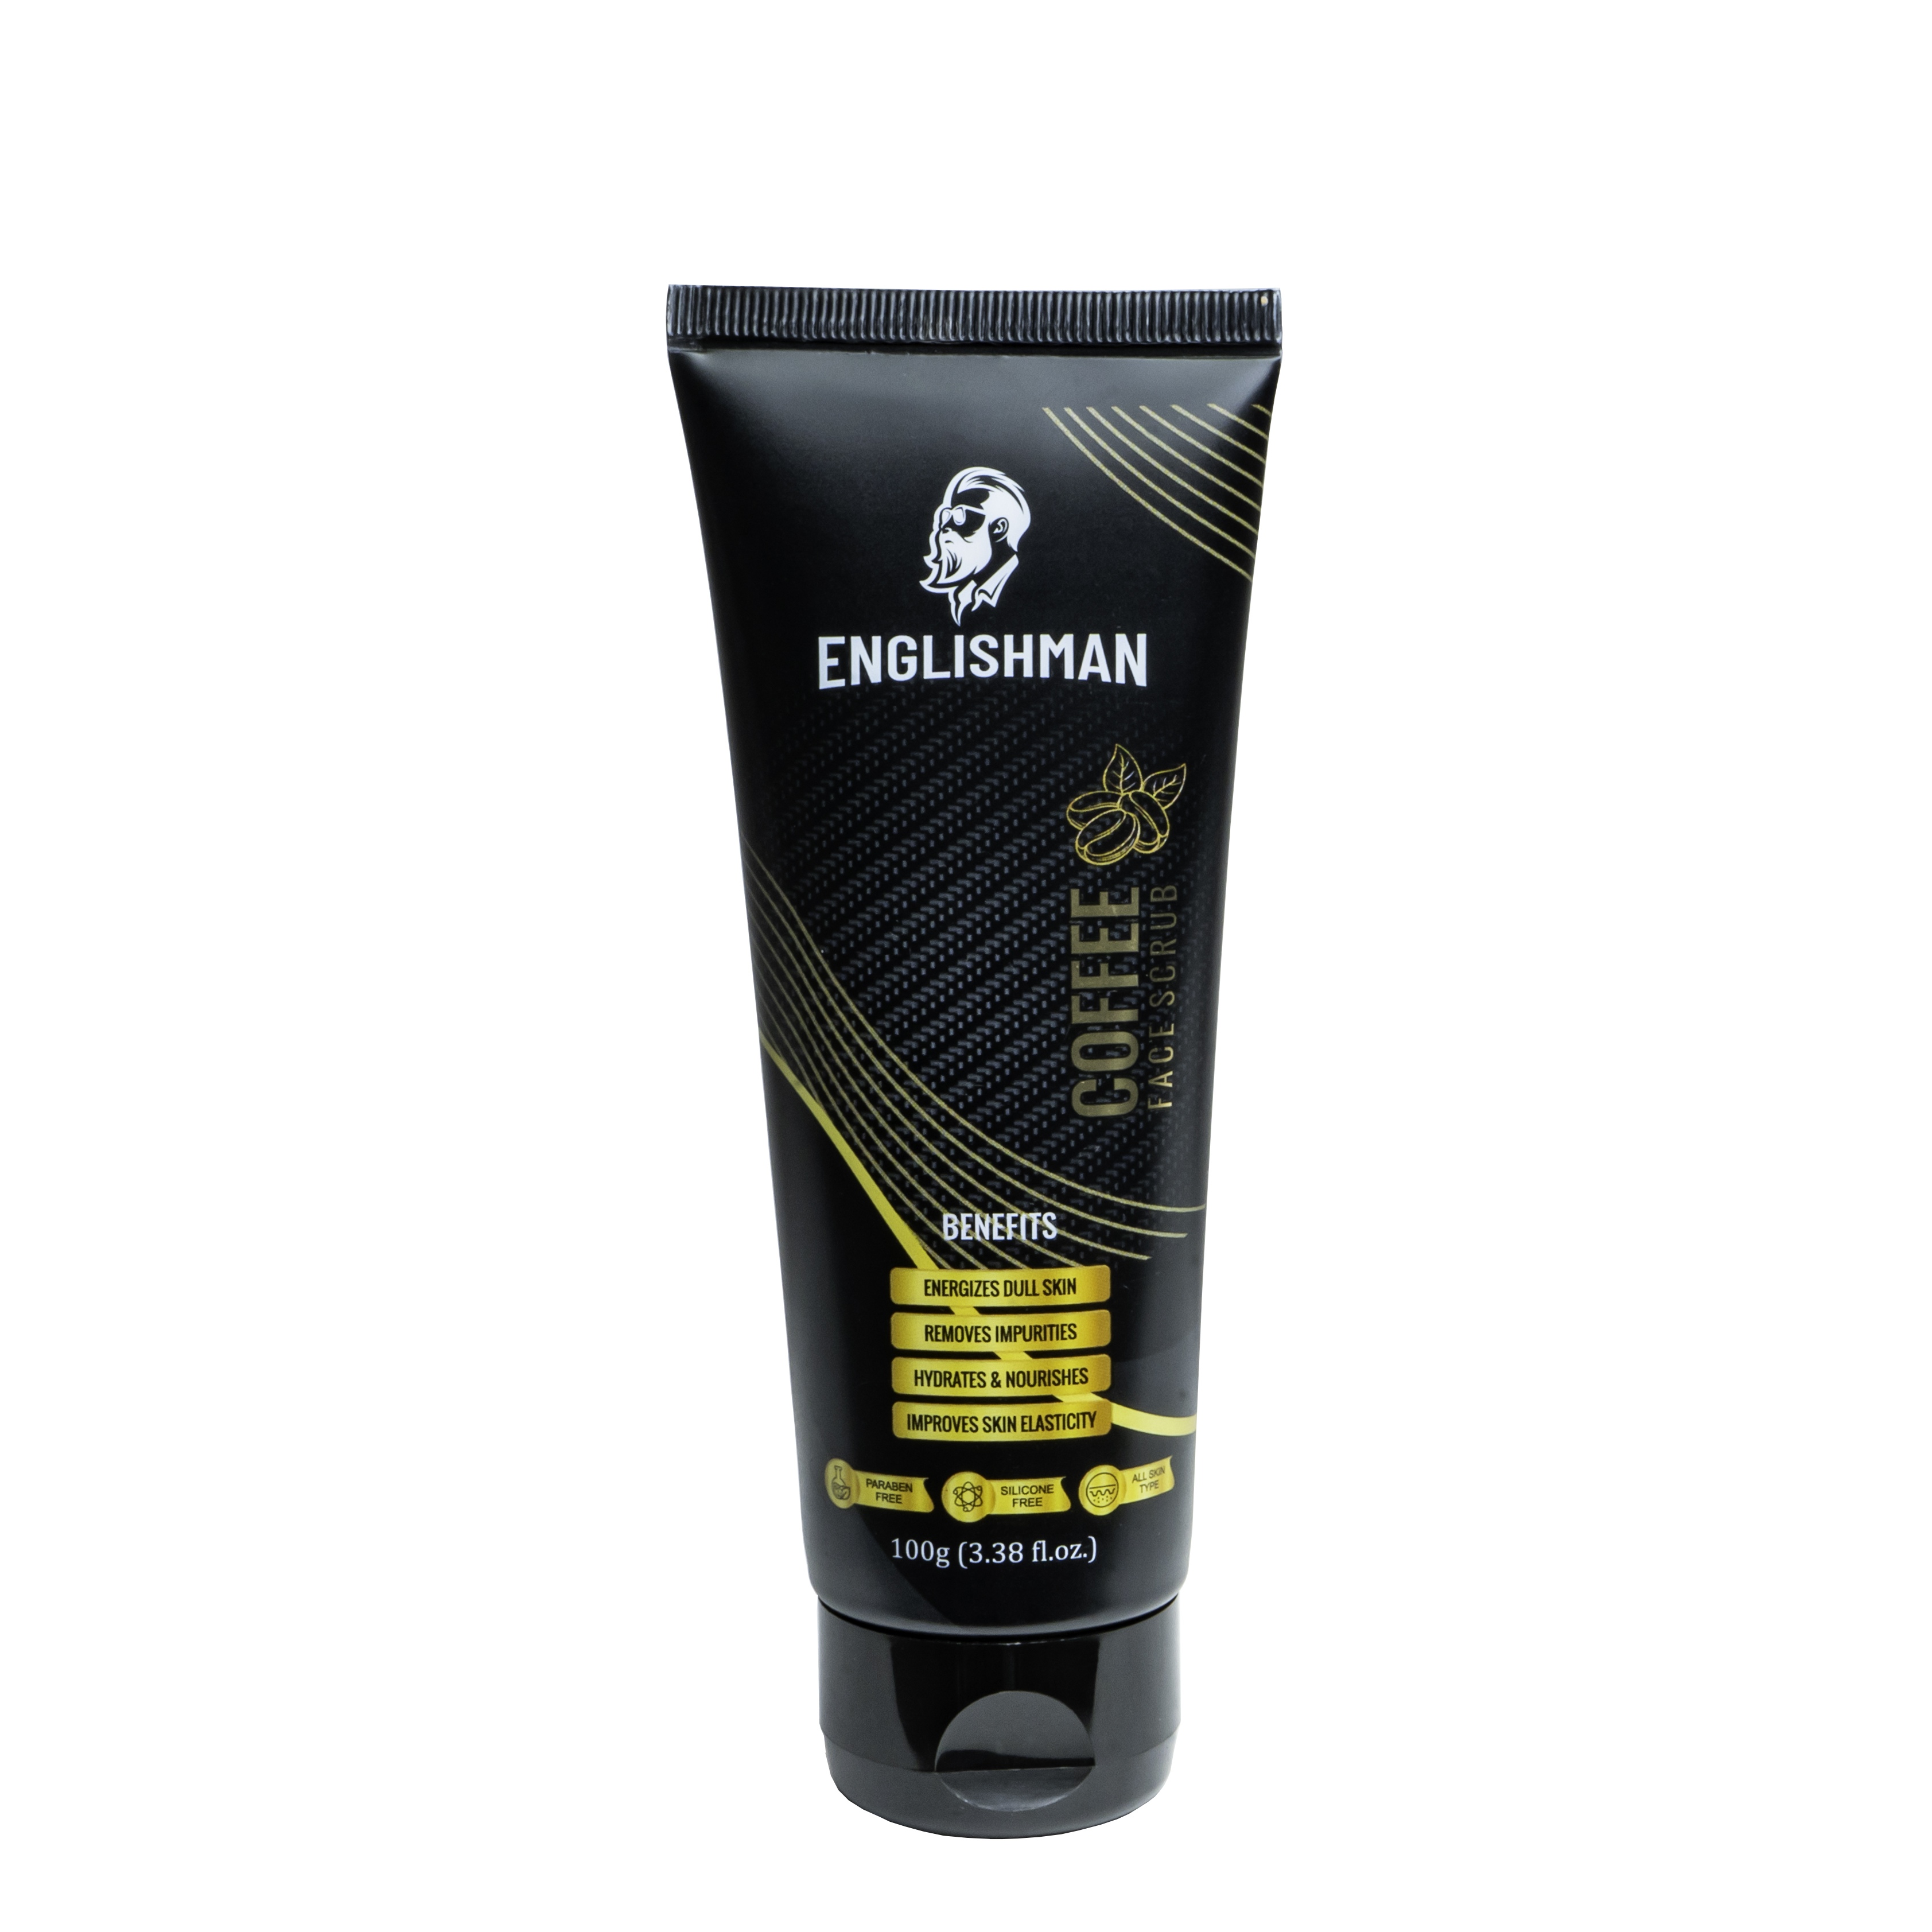 ENGLISHMAN
COFFEE
FACE SCRUB
BENEFITS
ENERGIZES DULL SKIN
REMOVES IMPURITIES
HYDRATES & NOURISHES
IMPROVES SKIN ELASTICITY
PARABEN
FREE
SILICONE
FREE
ALL SKIN
TYPE
100g (3.38 fl.oz.)